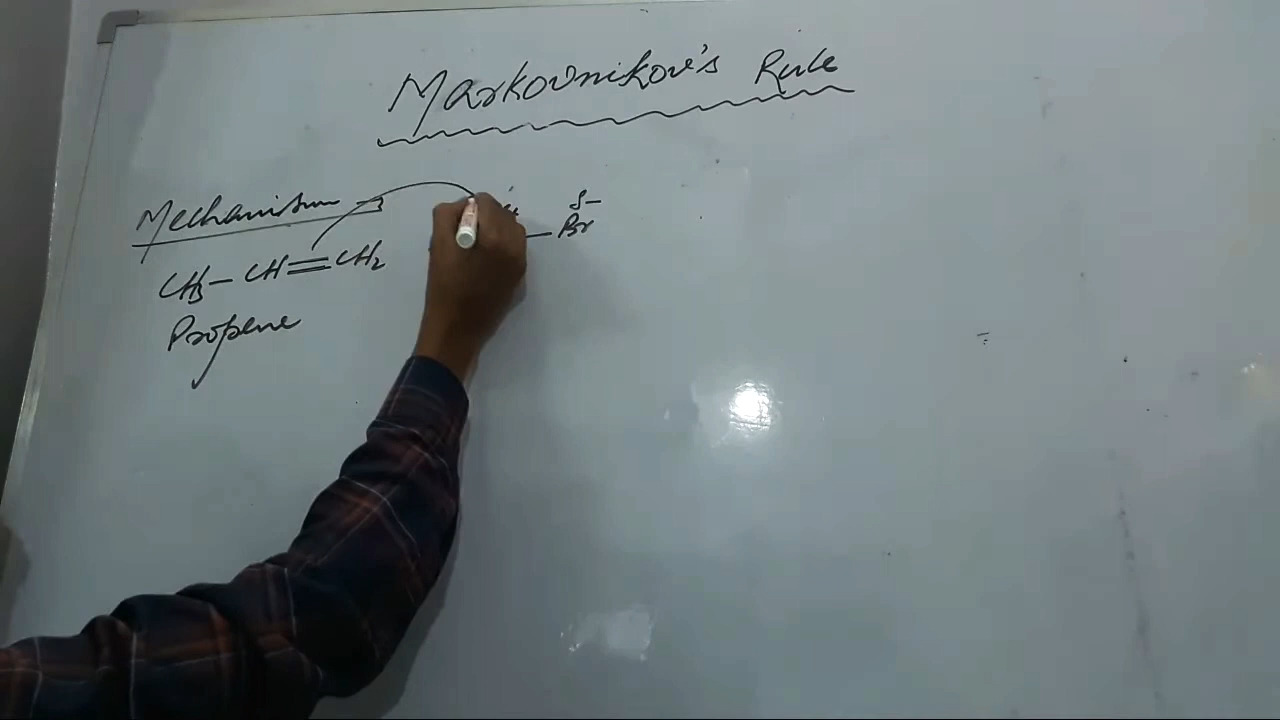 Markovnikov's Rule
Mechanism →
δ-
CH3-CH=CH2 — Br
Propene